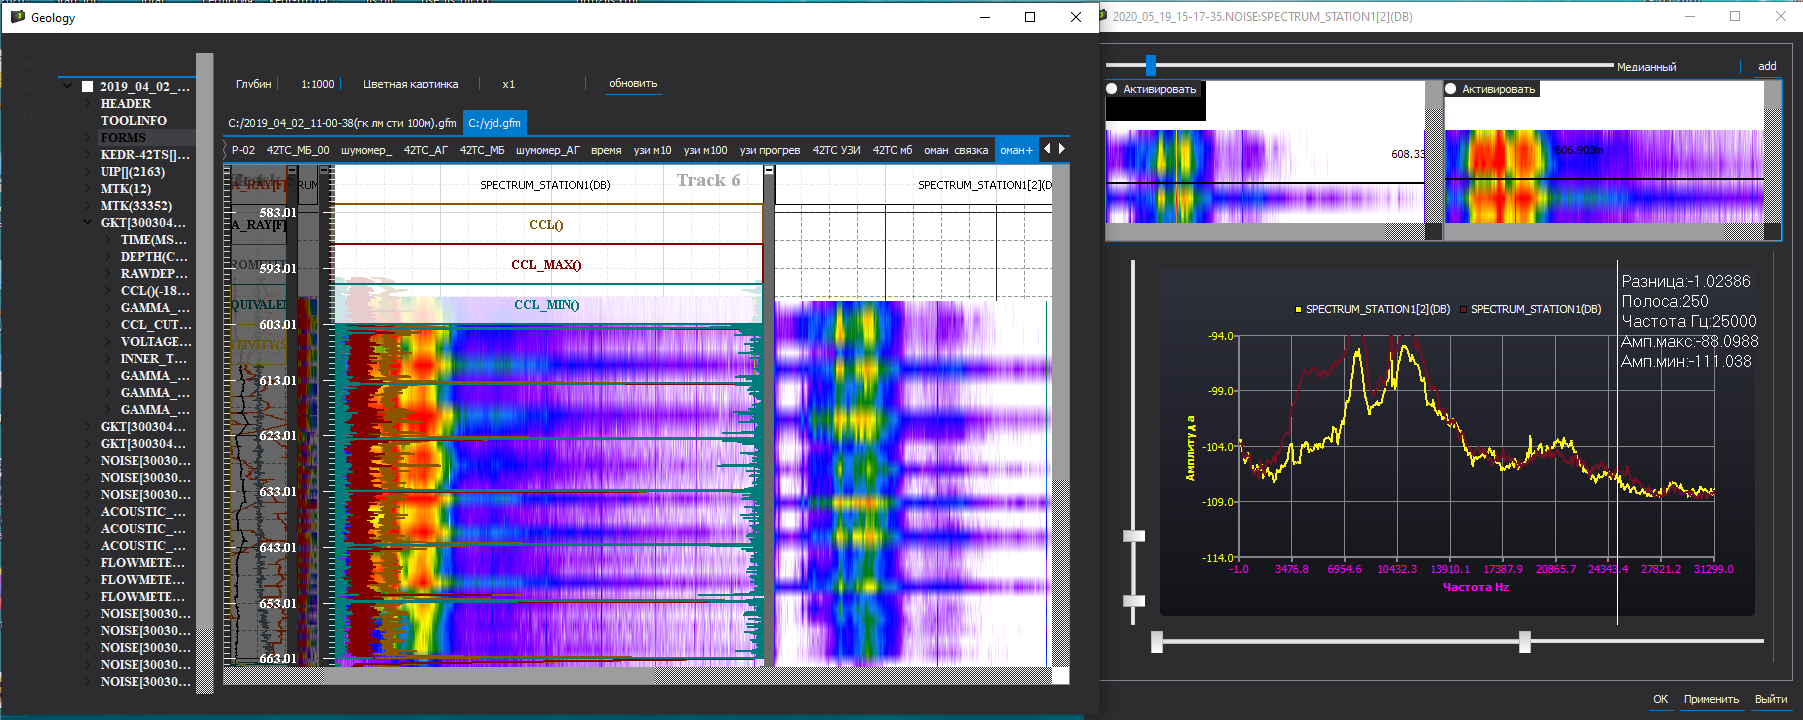 Geology
2019_04_02_...
HEADER
TOOLINFO
FORMS
KEDR-42TS[]...
UIP[](2163)
MTK(12)
MTK(33352)
GKT[300304...
TIME(MS...
DEPTH(C...
RAWDEP...
CCL()(-18...
GAMMA_...
CCL_CUT...
VOLTAGE...
INNER_T...
GAMMA_...
GAMMA_...
GAMMA_...
GKT[300304...
GKT[300304...
NOISE[30030...
NOISE[30030...
NOISE[30030...
ACOUSTIC_...
ACOUSTIC_...
ACOUSTIC_...
FLOWMETE...
FLOWMETE...
FLOWMETE...
NOISE[30030...
NOISE[30030...
NOISE[30030...
NOISE[30030...
NOISE[30030...
Глубин 1:1000 Цветная картинка x1 обновить
C:/2019_04_02_11-00-38(гк лм сти 100м).gfm C:/yjd.gfm
P-02 42ТС_МБ_00 шумомер_ 42ТС_АГ 42ТС_МБ шумомер_АГ время узи м10 узи м100 узи прогрев 42ТС УЗИ 42ТС мб оман связка оман+
A_RAY[F] RUM SPECTRUM_STATION1(DB) Track 6 SPECTRUM_STATION1[2](D
583.01
A_RAY[F] CCL()
593.01
CCL_MAX()
QUIVALEN CCL_MIN()
603.01
613.01
623.01
633.01
643.01
653.01
663.01
2020_05_19_15-17-35.NOISE:SPECTRUM_STATION1[2](DB)
Медианный add
Активировать
608.33
Активировать
606.900m
Разница:-1.02386
Полоса:250
Частота Гц:25000
Амп.макс:-88.0988
Амп.мин:-111.038
SPECTRUM_STATION1[2](DB) SPECTRUM_STATION1(DB)
Амплитуда
-94.0
-99.0
-104.0
-109.0
-114.0
-1.0 3476.8 6954.6 10432.3 13910.1 17387.9 20865.7 24343.4 27821.2 31299.0
Частота Hz
OK Применить Выйти